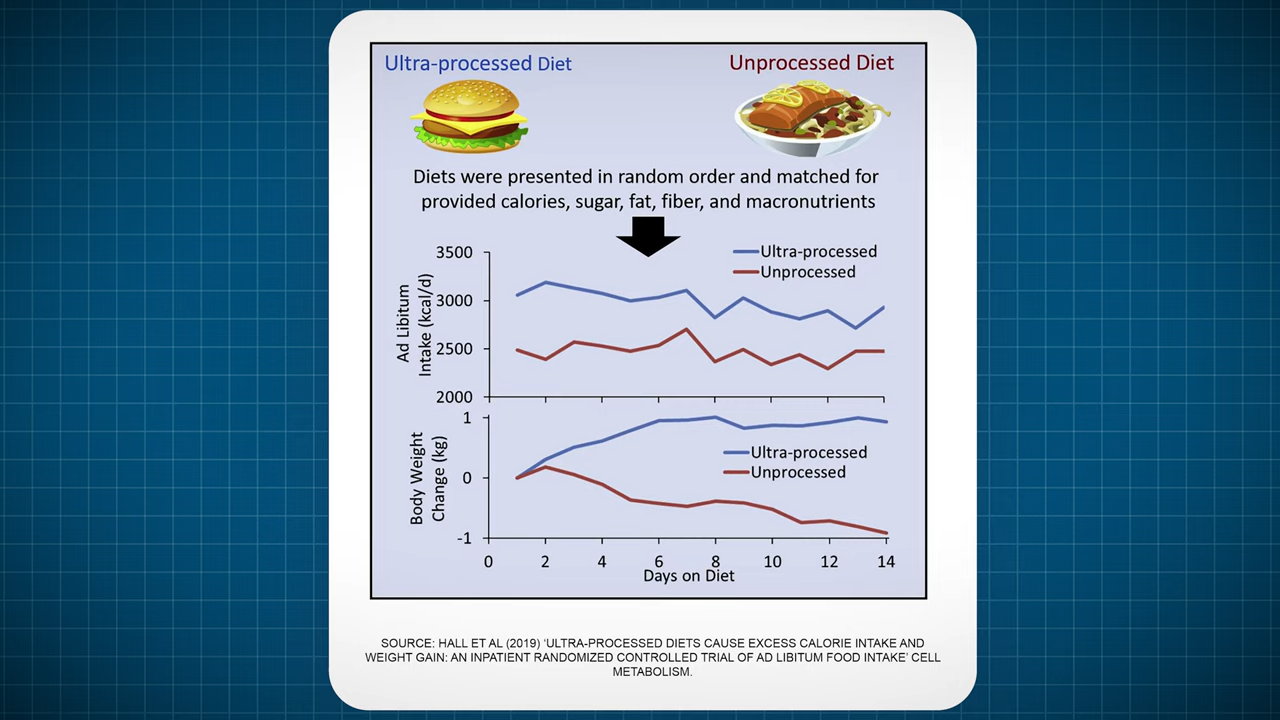 Ultra-processed Diet
Unprocessed Diet
Diets were presented in random order and matched for
provided calories, sugar, fat, fiber, and macronutrients
Ad Libitum
Intake (kcal/d)
3500
3000
2500
2000
Ultra-processed
Unprocessed
Body Weight
Change (kg)
1
0
-1
Ultra-processed
Unprocessed
0 2 4 6 8 10 12 14
Days on Diet
SOURCE: HALL ET AL (2019) ‘ULTRA-PROCESSED DIETS CAUSE EXCESS CALORIE INTAKE AND
WEIGHT GAIN: AN INPATIENT RANDOMIZED CONTROLLED TRIAL OF AD LIBITUM FOOD INTAKE’ CELL
METABOLISM.